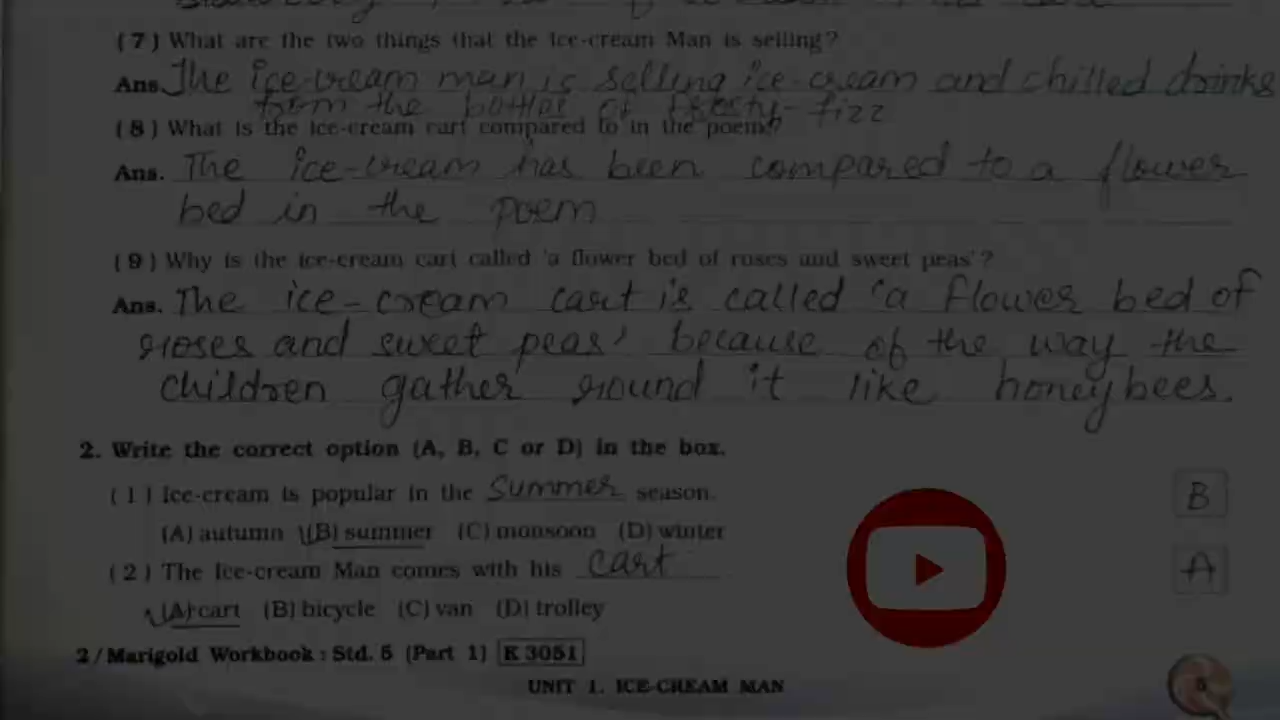 (7) What are the two things that the Ice-cream Man is selling?
Ans. The ice-cream man is selling ice-cream and chilled drinks
from the bottles of frosty-fizz
(8) What is the ice-cream cart compared to in the poem?
Ans. The ice-cream has been compared to a flower
bed in the poem
(9) Why is the ice-cream cart called 'a flower bed of roses and sweet peas'?
Ans. The ice-cream cart is called 'a flower bed of
roses and sweet peas' because of the way the
children gather round it like honeybees.
2. Write the correct option (A, B, C or D) in the box.
(1) Ice-cream is popular in the summer season. B
(A) autumn (B) summer (C) monsoon (D) winter
(2) The Ice-cream Man comes with his cart A
(A) cart (B) bicycle (C) van (D) trolley
2/Marigold Workbook : Std. 5 (Part 1) K 3051
UNIT 1. ICE-CREAM MAN